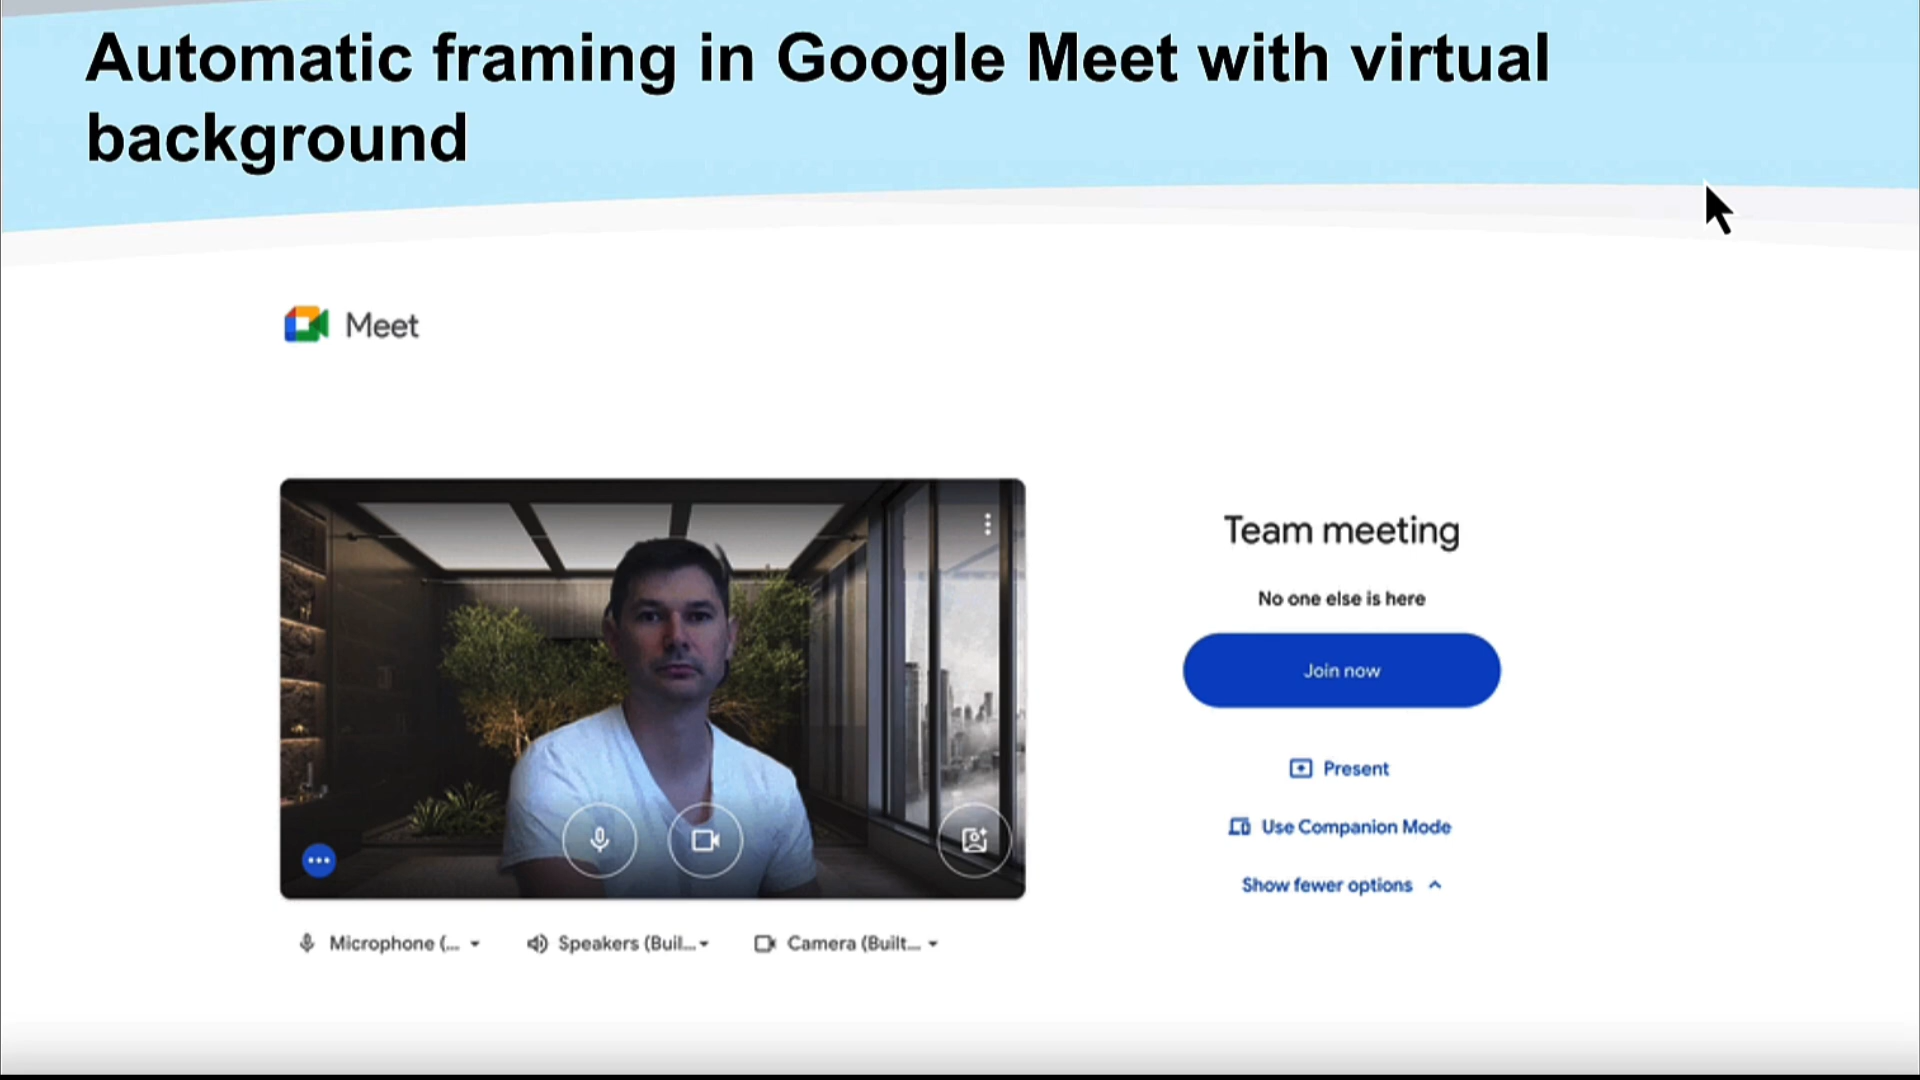 Automatic framing in Google Meet with virtual
background
Meet
Team meeting
No one else is here
Join now
Present
Use Companion Mode
Show fewer options
Microphone (...
Speakers (Buil...
Camera (Built...